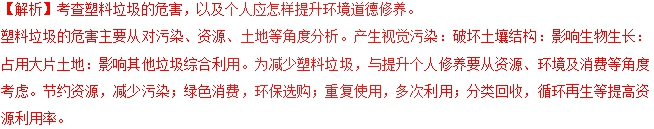 【解析】考查塑料垃圾的危害，以及个人应怎样提升环境道德修养。
塑料垃圾的危害主要从对污染、资源、土地等角度分析。产生视觉污染：破坏土壤结构：影响生物生长：
占用大片土地：影响其他垃圾综合利用。为减少塑料垃圾，与提升个人修养要从资源、环境及消费等角度
考虑。节约资源，减少污染；绿色消费，环保选购；重复使用，多次利用；分类回收，循环再生等提高资
源利用率。